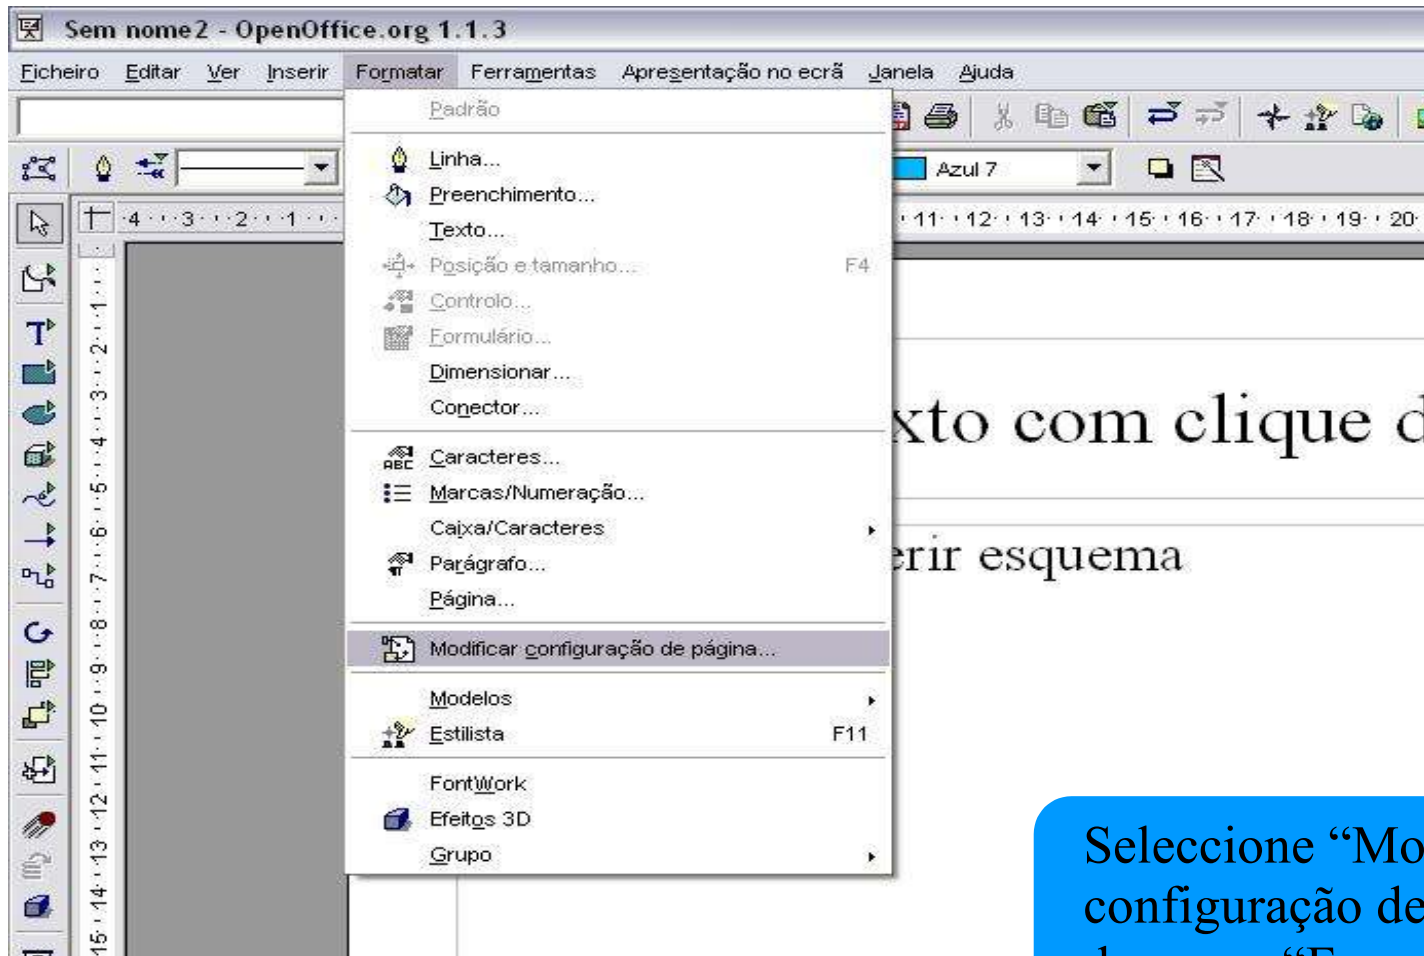 Sem nome2 - OpenOffice.org 1.1.3
Ficheiro Editar Ver Inserir Formatar Ferramentas Apresentação no ecrã Janela Ajuda
Padrão
Linha...
Azul 7
Preenchimento...
4 3 2 1 11 12 13 14 15 16 17 18 19 20
Texto...
Posição e tamanho... F4
Controlo...
Formulário...
Dimensionar...
Conector...
xto com clique d
ABC Caracteres...
Marcas/Numeração...
Caixa/Caracteres
erir esquema
Parágrafo...
Página...
Modificar configuração de página...
Modelos
Estilista F11
FontWork
Efeitos 3D
Grupo
1 2 3 4 5 6 7 8 9 10 11 12 13 14 15
Seleccione “Mo
configuração de